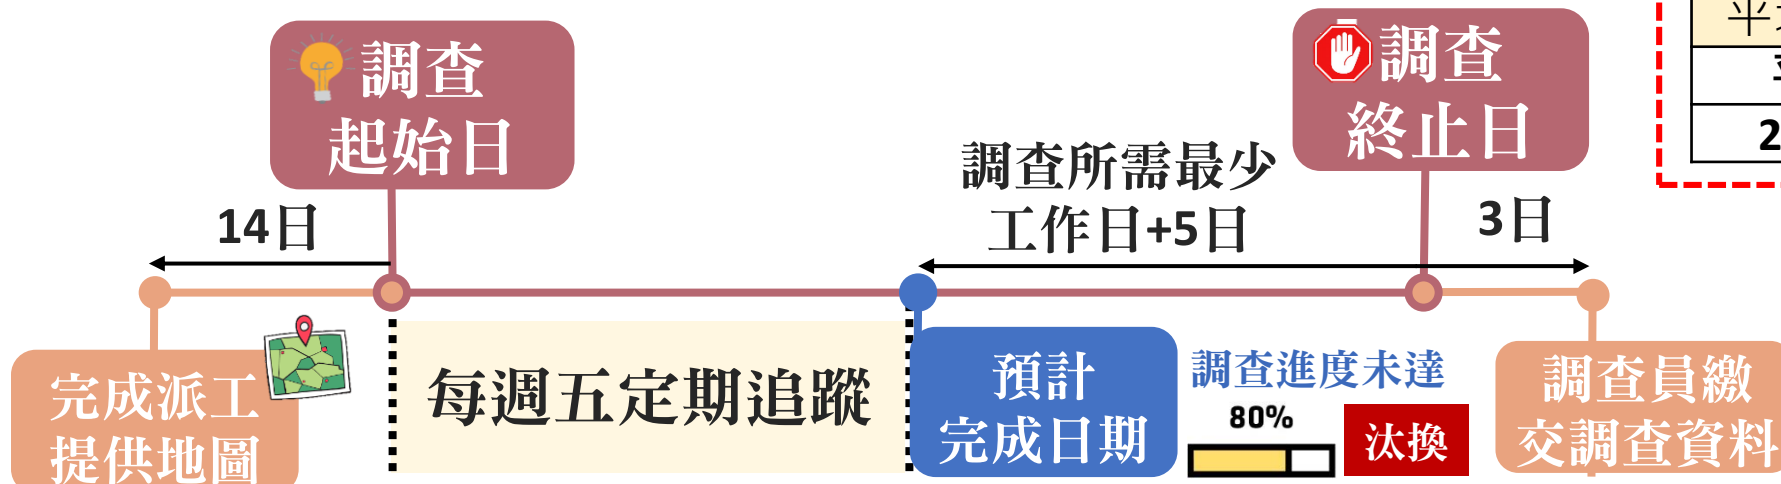 調查
起始日
調查
終止日
調查所需最少
工作日+5日
14日
3日
完成派工
提供地圖
每週五定期追蹤
預計
完成日期
調查進度未達
80%
汰換
調查員繳
交調查資料
平
2